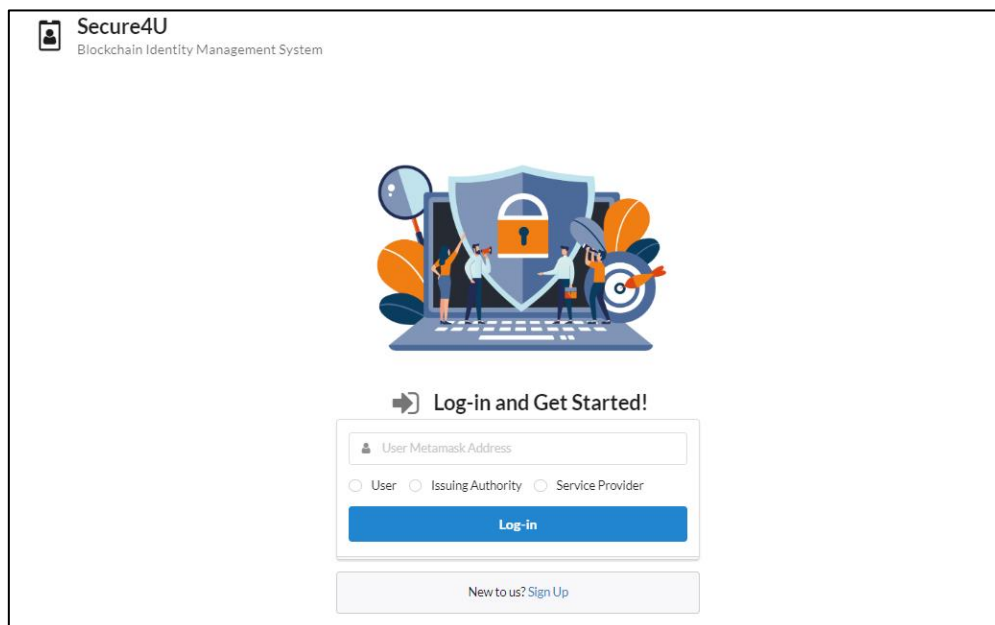 Secure4U
Blockchain Identity Management System
Log-in and Get Started!
User Metamask Address
User Issuing Authority Service Provider
Log-in
New to us? Sign Up